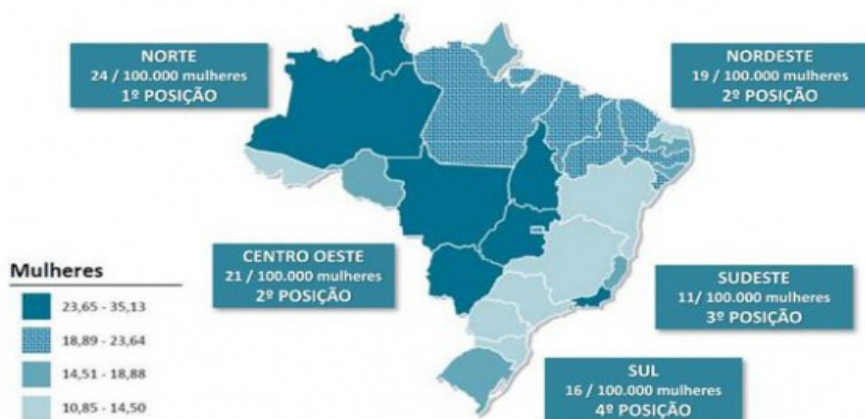 NORTE
24 / 100.000 mulheres
1º POSIÇÃO
NORDESTE
19 / 100.000 mulheres
2º POSIÇÃO
CENTRO OESTE
21 / 100.000 mulheres
2º POSIÇÃO
SUDESTE
11/ 100.000 mulheres
3º POSIÇÃO
SUL
16 / 100.000 mulheres
4º POSIÇÃO
Mulheres
23,65 - 35,13
18,89 - 23,64
14,51 - 18,88
10,85 - 14,50